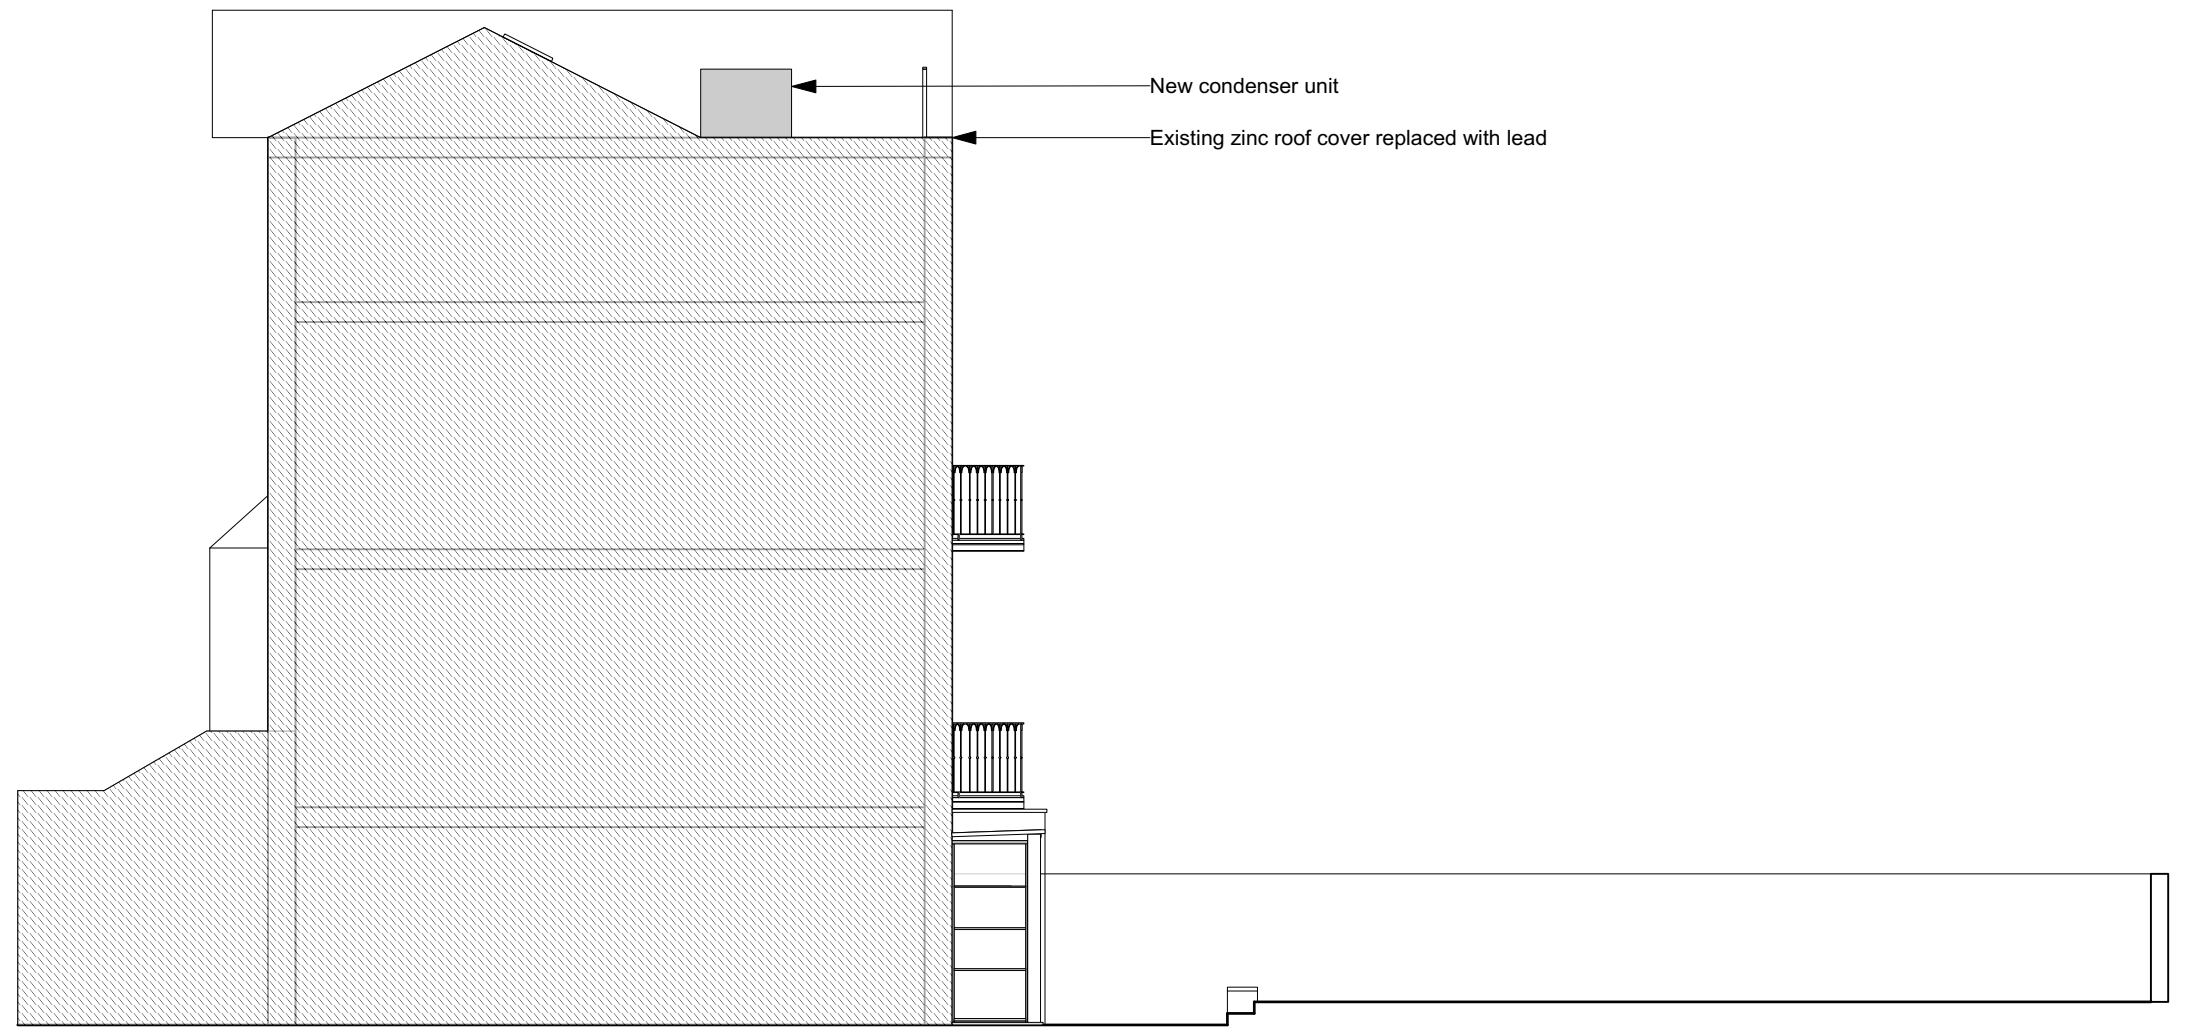 New condenser unit
Existing zinc roof cover replaced with lead